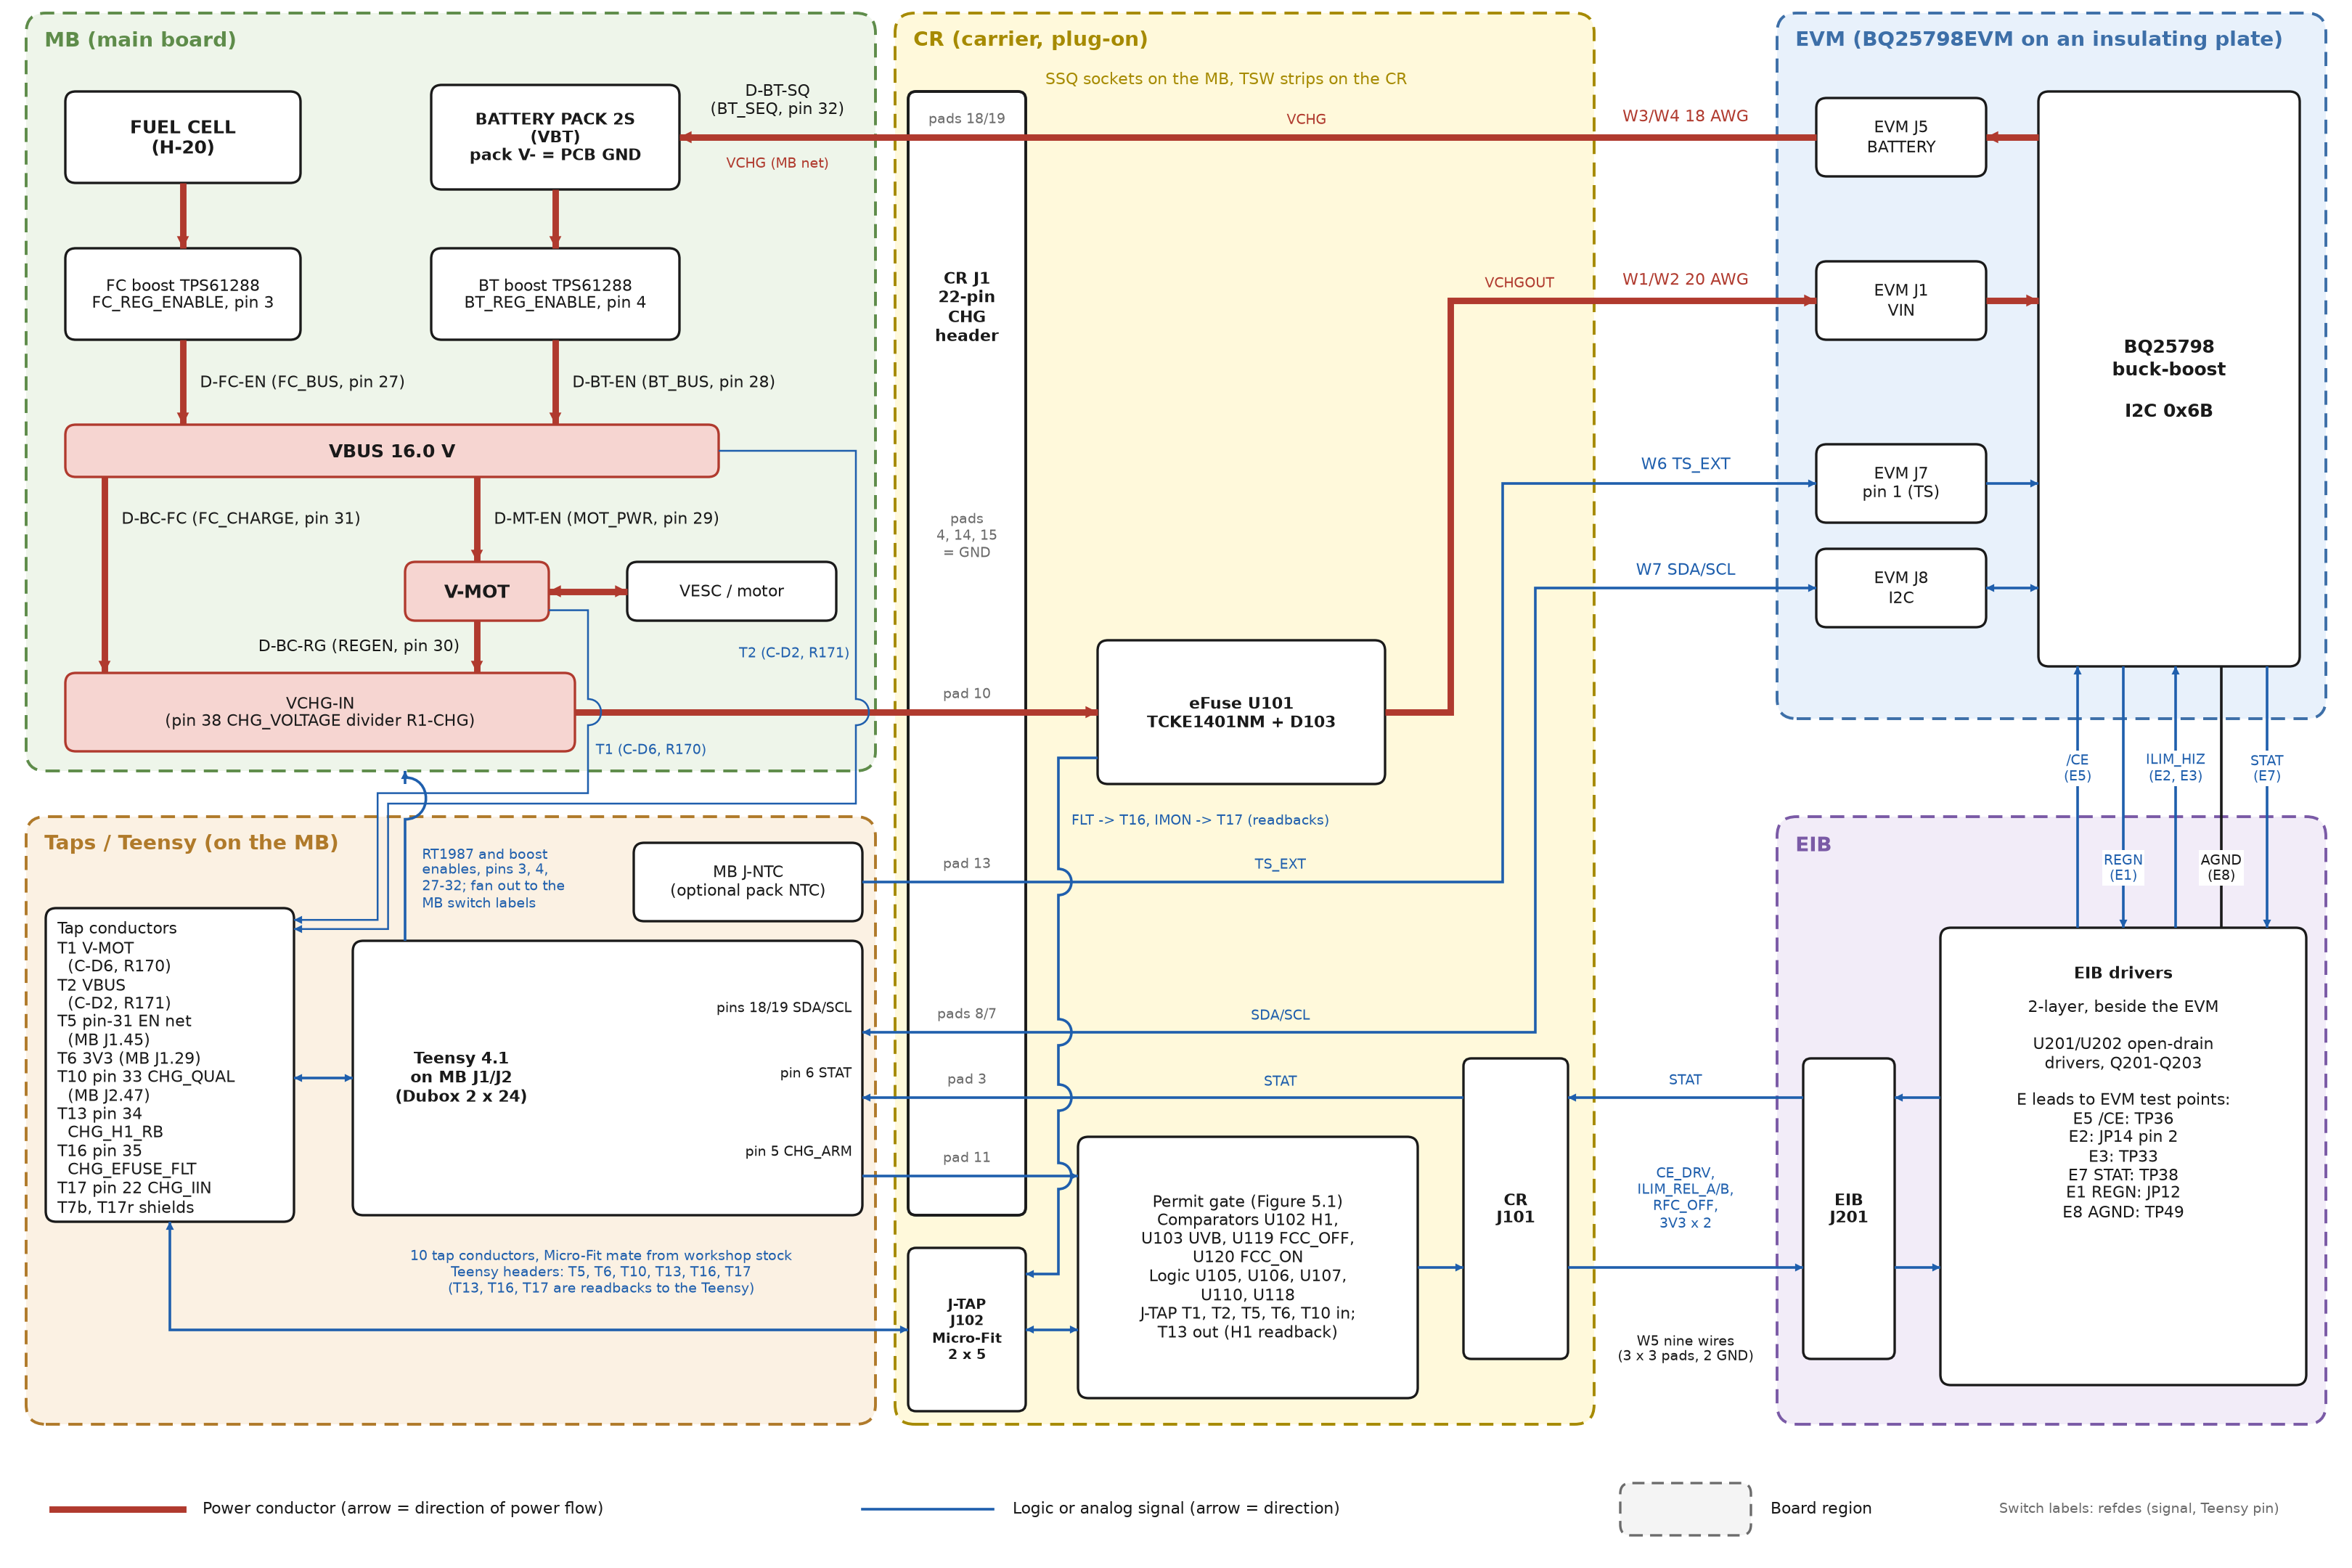 MB (main board)
FUEL CELL
(H-20)
BATTERY PACK 2S
(VBT)
pack V- = PCB GND
D-BT-SQ
(BT_SEQ, pin 32)
VCHG (MB net)
FC boost TPS61288
FC_REG_ENABLE, pin 3
BT boost TPS61288
BT_REG_ENABLE, pin 4
D-FC-EN (FC_BUS, pin 27)
D-BT-EN (BT_BUS, pin 28)
VBUS 16.0 V
D-BC-FC (FC_CHARGE, pin 31)
D-MT-EN (MOT_PWR, pin 29)
V-MOT
VESC / motor
D-BC-RG (REGEN, pin 30)
T2 (C-D2, R171)
VCHG-IN
(pin 38 CHG_VOLTAGE divider R1-CHG)
T1 (C-D6, R170)
CR (carrier, plug-on)
SSQ sockets on the MB, TSW strips on the CR
pads 18/19
VCHG
W3/W4 18 AWG
CR J1
22-pin
CHG
header
VCHGOUT
W1/W2 20 AWG
pads
4, 14, 15
= GND
W6 TS_EXT
W7 SDA/SCL
pad 10
eFuse U101
TCKE1401NM + D103
FLT -> T16, IMON -> T17 (readbacks)
pad 13
TS_EXT
pads 8/7
SDA/SCL
pad 3
STAT
pad 11
EVM (BQ25798EVM on an insulating plate)
EVM J5
BATTERY
EVM J1
VIN
BQ25798
buck-boost
I2C 0x6B
EVM J7
pin 1 (TS)
EVM J8
I2C
/CE
(E5)
ILIM_HIZ
(E2, E3)
STAT
(E7)
REGN
(E1)
AGND
(E8)
Taps / Teensy (on the MB)
RT1987 and boost
enables, pins 3, 4,
27-32; fan out to the
MB switch labels
MB J-NTC
(optional pack NTC)
Tap conductors
T1 V-MOT
(C-D6, R170)
T2 VBUS
(C-D2, R171)
T5 pin-31 EN net
(MB J1.45)
T6 3V3 (MB J1.29)
T10 pin 33 CHG_QUAL
(MB J2.47)
T13 pin 34
CHG_H1_RB
T16 pin 35
CHG_EFUSE_FLT
T17 pin 22 CHG_IIN
T7b, T17r shields
Teensy 4.1
on MB J1/J2
(Dubox 2 x 24)
pins 18/19 SDA/SCL
pin 6 STAT
pin 5 CHG_ARM
10 tap conductors, Micro-Fit mate from workshop stock
Teensy headers: T5, T6, T10, T13, T16, T17
(T13, T16, T17 are readbacks to the Teensy)
J-TAP
J102
Micro-Fit
2 x 5
Permit gate (Figure 5.1)
Comparators U102 H1,
U103 UVB, U119 FCC_OFF,
U120 FCC_ON
Logic U105, U106, U107,
U110, U118
J-TAP T1, T2, T5, T6, T10 in;
T13 out (H1 readback)
CR
J101
STAT
CE_DRV,
ILIM_REL_A/B,
RFC_OFF,
3V3 x 2
W5 nine wires
(3 x 3 pads, 2 GND)
EIB
EIB
J201
EIB drivers
2-layer, beside the EVM
U201/U202 open-drain
drivers, Q201-Q203
E leads to EVM test points:
E5 /CE: TP36
E2: JP14 pin 2
E3: TP33
E7 STAT: TP38
E1 REGN: JP12
E8 AGND: TP49
Power conductor (arrow = direction of power flow)
Logic or analog signal (arrow = direction)
Board region
Switch labels: refdes (signal, Teensy pin)